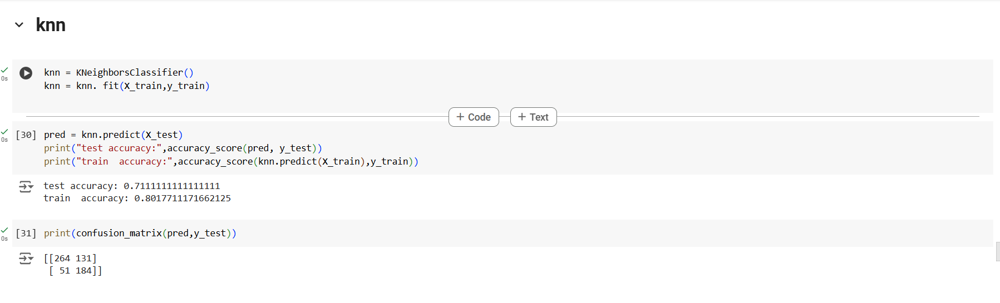 knn
0s
knn = KNeighborsClassifier()
knn = knn. fit(X_train,y_train)
+ Code + Text
0s
[30] pred = knn.predict(X_test)
print("test accuracy:",accuracy_score(pred, y_test))
print("train  accuracy:",accuracy_score(knn.predict(X_train),y_train))
test accuracy: 0.7111111111111111
train  accuracy: 0.8017711171662125
0s
[31] print(confusion_matrix(pred,y_test))
[[264 131]
[ 51 184]]